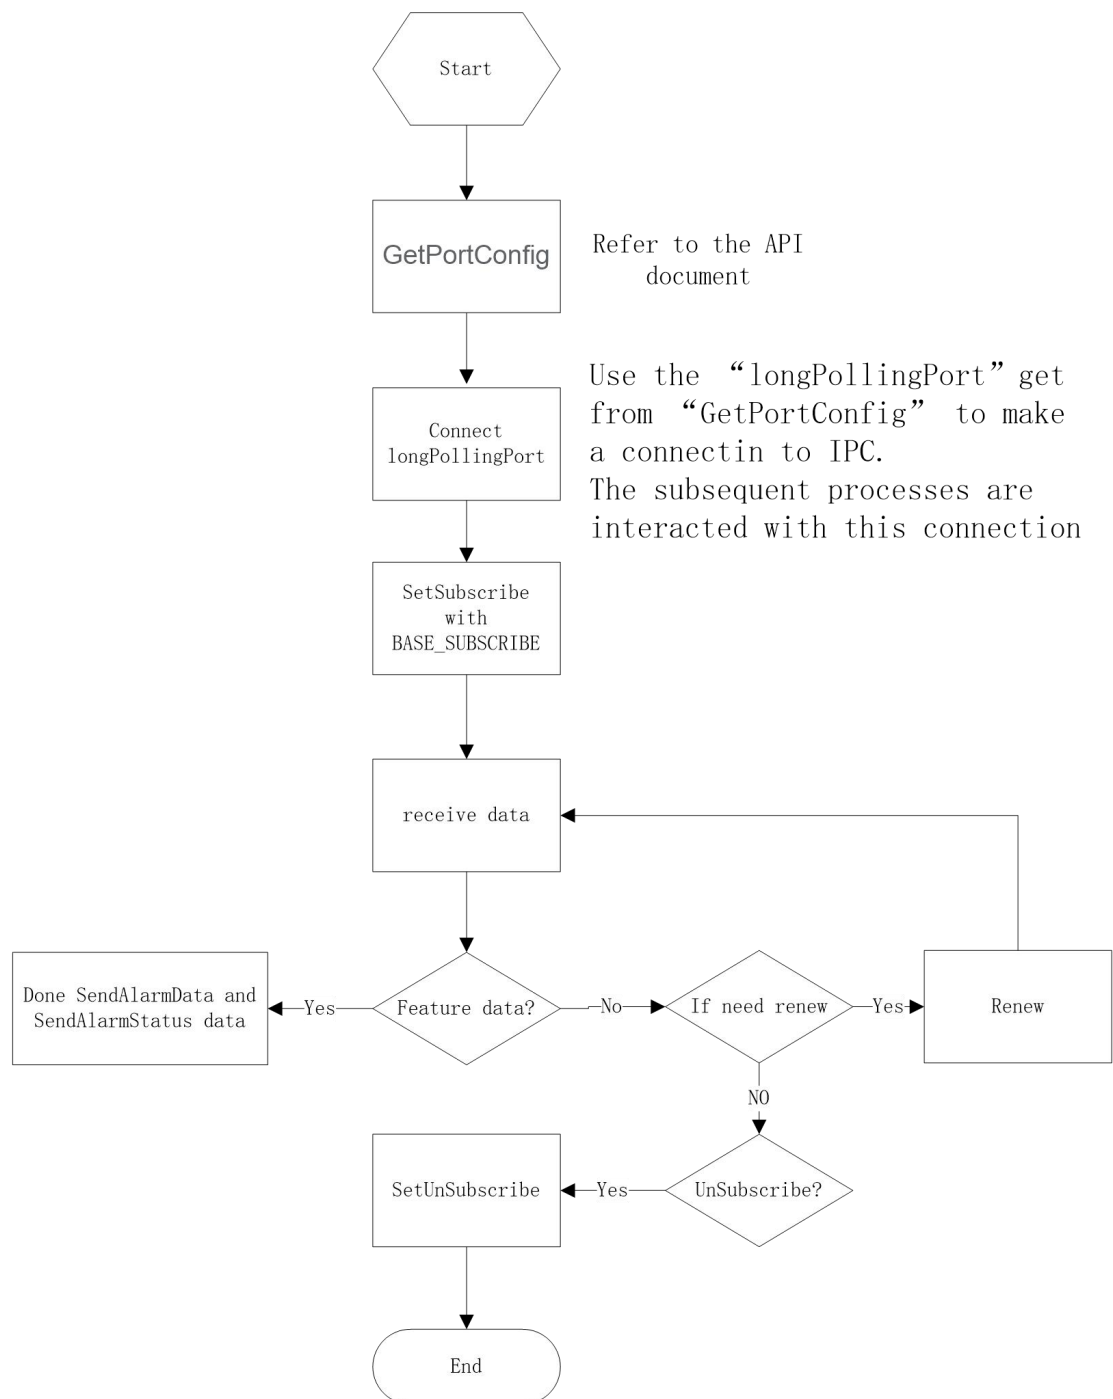 Start
GetPortConfig
Refer to the API
document
Use the “longPollingPort” get
from “GetPortConfig” to make
a connectin to IPC.
The subsequent processes are
interacted with this connection
Connect
longPollingPort
SetSubscribe
with
BASE_SUBSCRIBE
receive data
Done SendAlarmData and
SendAlarmStatus data
Yes
Feature data?
No
If need renew
Yes
Renew
NO
SetUnSubscribe
Yes
UnSubscribe?
End